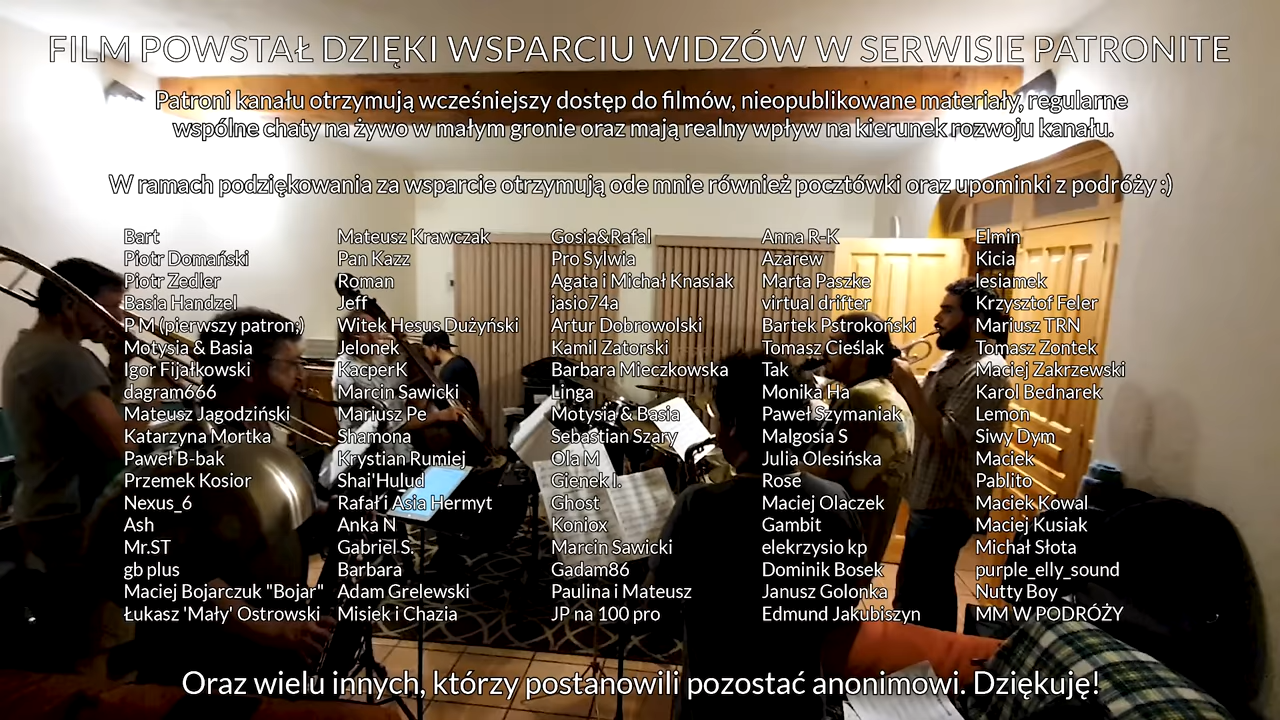 FILM POWSTAŁ DZIĘKI WSPARCIU WIDZÓW W SERWISIE PATRONITE
Patroni kanału otrzymują wcześniejszy dostęp do filmów, nieopublikowane materiały, regularne
wspólne chaty na żywo w małym gronie oraz mają realny wpływ na kierunek rozwoju kanału.
W ramach podziękowania za wsparcie otrzymują ode mnie również pocztówki oraz upominki z podróży :)
Bart
Piotr Domański
Piotr Zedler
Basia Handzel
P M (pierwszy patron;)
Motysia & Basia
Igor Fijałkowski
dagram666
Mateusz Jagodziński
Katarzyna Mortka
Paweł B-bak
Przemek Kosior
Nexus_6
Ash
Mr.ST
gb plus
Maciej Bojarczuk "Bojar"
Łukasz 'Mały' Ostrowski
Mateusz Krawczak
Pan Kazz
Roman
Jeff
Witek Hesus Dużyński
Jelonek
KacperK
Marcin Sawicki
Mariusz Pe
Shamona
Krystian Rumiej
Shai'Hulud
Rafał i Asia Hermyt
Anka N
Gabriel S.
Barbara
Adam Grelewski
Misiek i Chazia
Gosia&Rafal
Pro Sylwia
Agata i Michał Knasiak
jasio74a
Artur Dobrowolski
Kamil Zatorski
Barbara Mieczkowska
Linga
Motysia & Basia
Sebastian Szary
Ola M
Gienek I.
Ghost
Koniox
Marcin Sawicki
Gadam86
Paulina i Mateusz
JP na 100 pro
Anna R-K
Azarew
Marta Paszke
virtual drifter
Bartek Pstrokoński
Tomasz Cieślak
Tak
Monika Ha
Paweł Szymaniak
Malgosia S
Julia Olesińska
Rosé
Maciej Olaczek
Gambit
elekrzysio kp
Dominik Bosek
Janusz Golonka
Edmund Jakubiszyn
Elmin
Kicia
lesiamek
Krzysztof Feler
Mariusz TRN
Tomasz Zontek
Maciej Zakrzewski
Karol Bednarek
Lemon
Siwy Dym
Maciek
Pablito
Maciek Kowal
Maciej Kusiak
Michał Słota
purple_elly_sound
Nutty Boy
MM W PODRÓŻY
Oraz wielu innych, którzy postanowili pozostać anonimowi. Dziękuję!